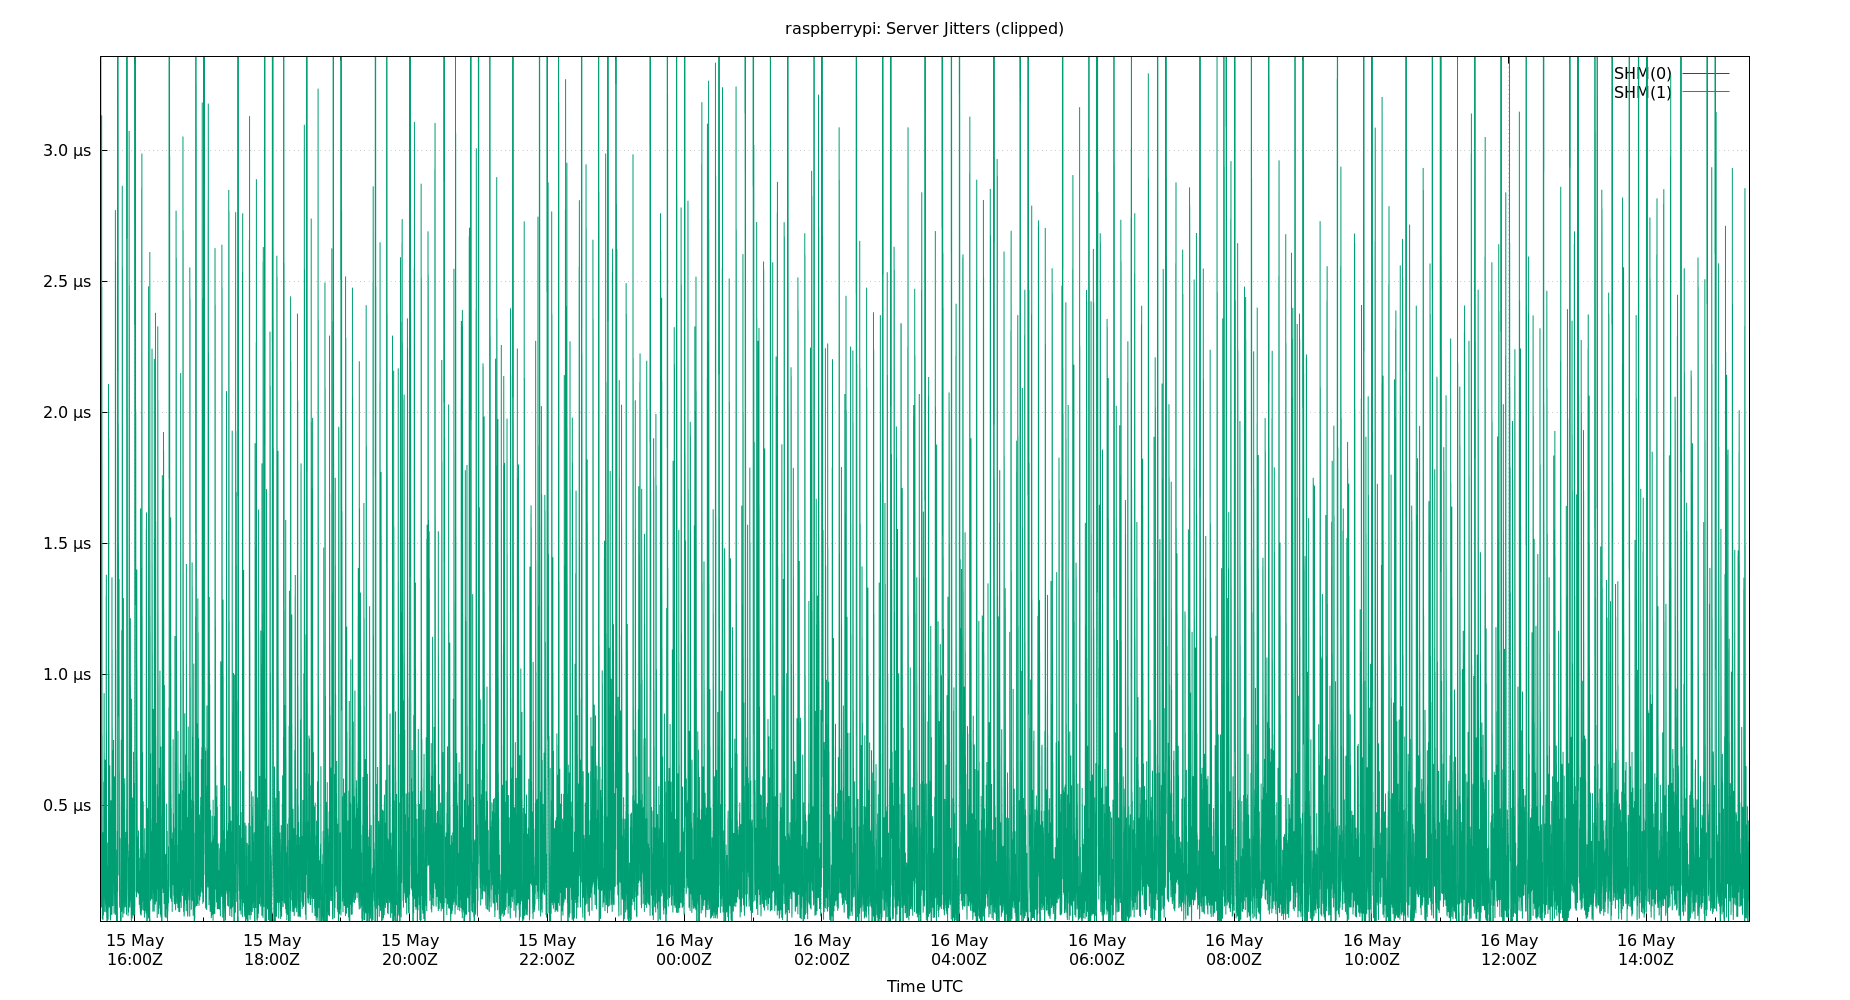 raspberrypi: Server Jitters (clipped)
SHM(0)
SHM(1)
3.0 µs
2.5 µs
2.0 µs
1.5 µs
1.0 µs
0.5 µs
15 May 15 May 15 May 15 May 16 May 16 May 16 May 16 May 16 May 16 May 16 May 16 May
16:00Z 18:00Z 20:00Z 22:00Z 00:00Z 02:00Z 04:00Z 06:00Z 08:00Z 10:00Z 12:00Z 14:00Z
Time UTC